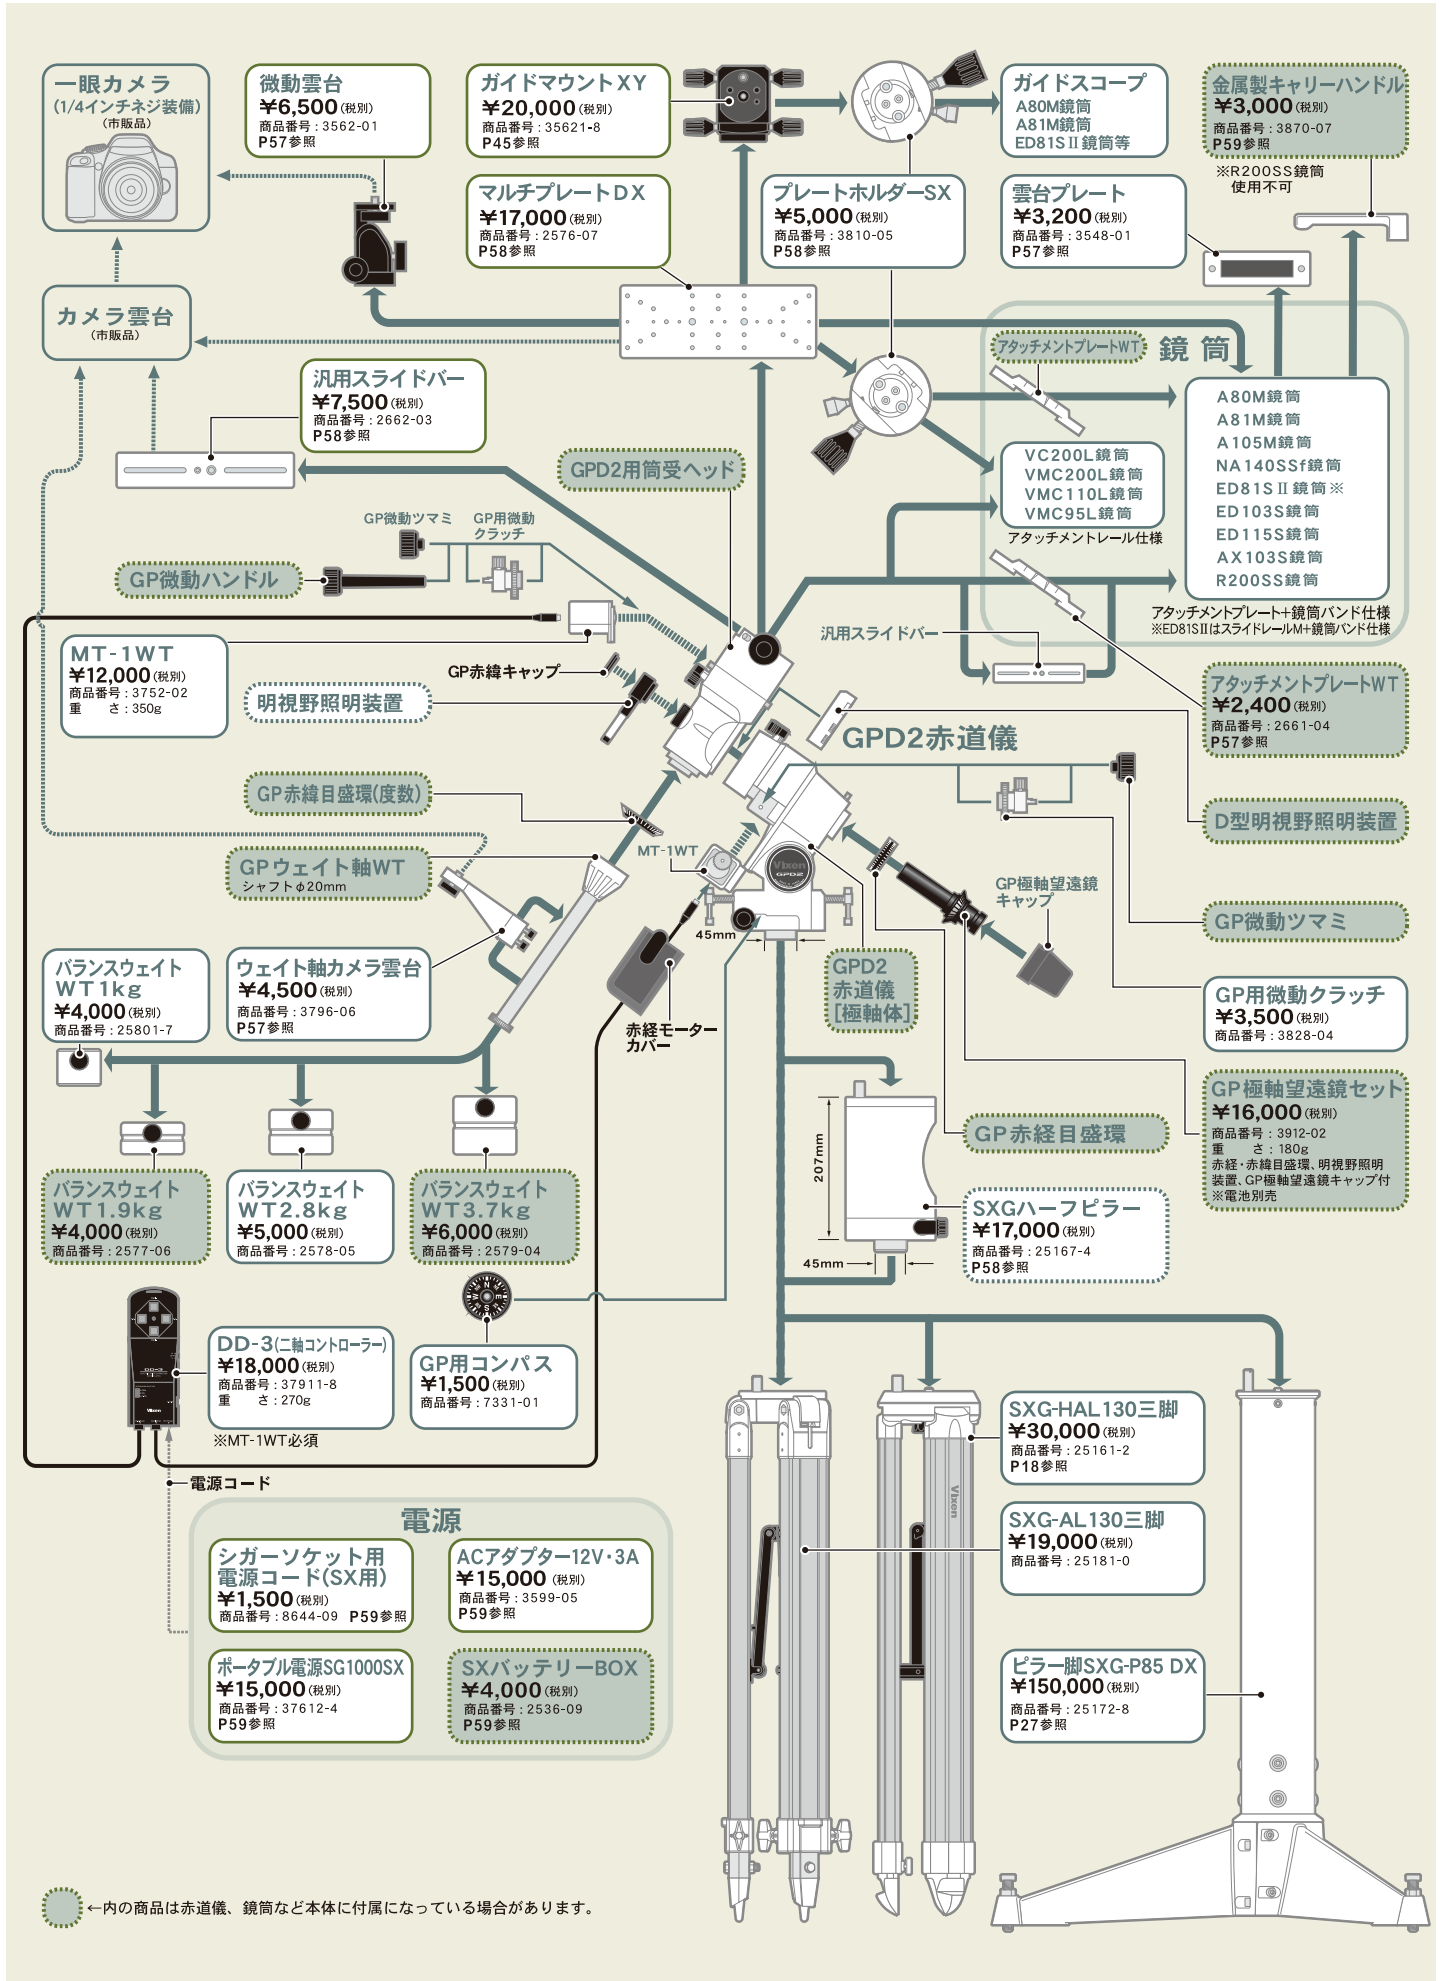 一眼カメラ
(1/4インチネジ装備)
(市販品)
微動雲台
¥6,500(税別)
商品番号：3562-01
P57参照
ガイドマウントXY
¥20,000(税別)
商品番号：35621-8
P45参照
ガイドスコープ
A80M鏡筒
A81M鏡筒
ED81SⅡ鏡筒等
金属製キャリーハンドル
¥3,000(税別)
商品番号：3870-07
P59参照
※R200SS鏡筒
使用不可
マルチプレートDX
¥17,000(税別)
商品番号：2576-07
P58参照
プレートホルダーSX
¥5,000(税別)
商品番号：3810-05
P58参照
雲台プレート
¥3,200(税別)
商品番号：3548-01
P57参照
カメラ雲台
(市販品)
汎用スライドバー
¥7,500(税別)
商品番号：2662-03
P58参照
アタッチメントプレートWT
鏡筒
A80M鏡筒
A81M鏡筒
A105M鏡筒
NA140SSf鏡筒
ED81SⅡ鏡筒※
ED103S鏡筒
ED115S鏡筒
AX103S鏡筒
R200SS鏡筒
アタッチメントプレート+鏡筒バンド仕様
※ED81SⅡはスライドレールM+鏡筒バンド仕様
VC200L鏡筒
VMC200L鏡筒
VMC110L鏡筒
VMC95L鏡筒
アタッチメントレール仕様
GPD2用筒受ヘッド
GP微動ツマミ
GP用微動
クラッチ
GP微動ハンドル
MT-1WT
¥12,000(税別)
商品番号：3752-02
重　さ：350g
GP赤緯キャップ
明視野照明装置
汎用スライドバー
アタッチメントプレートWT
¥2,400(税別)
商品番号：2661-04
P57参照
GPD2赤道儀
GP赤緯目盛環(度数)
D型明視野照明装置
MT-1WT
Vixen
GPD2
GPウェイト軸WT
シャフトφ20mm
GP極軸望遠鏡
キャップ
GP微動ツマミ
45mm
バランスウェイト
WT1kg
¥4,000(税別)
商品番号：25801-7
ウェイト軸カメラ雲台
¥4,500(税別)
商品番号：3796-06
P57参照
赤経モーター
カバー
GPD2
赤道儀
[極軸体]
GP用微動クラッチ
¥3,500(税別)
商品番号：3828-04
GP極軸望遠鏡セット
¥16,000(税別)
商品番号：3912-02
重　さ：180g
赤経・赤緯目盛環、明視野照明
装置、GP極軸望遠鏡キャップ付
※電池別売
GP赤経目盛環
207mm
45mm
SXGハーフピラー
¥17,000(税別)
商品番号：25167-4
P58参照
バランスウェイト
WT1.9kg
¥4,000(税別)
商品番号：2577-06
バランスウェイト
WT2.8kg
¥5,000(税別)
商品番号：2578-05
バランスウェイト
WT3.7kg
¥6,000(税別)
商品番号：2579-04
N
E
S
W
DD-3
Vixen
DD-3(二軸コントローラー)
¥18,000(税別)
商品番号：37911-8
重　さ：270g
※MT-1WT必須
GP用コンパス
¥1,500(税別)
商品番号：7331-01
電源コード
電源
シガーソケット用
電源コード(SX用)
¥1,500(税別)
商品番号：8644-09 P59参照
ACアダプター12V・3A
¥15,000(税別)
商品番号：3599-05
P59参照
ポータブル電源SG1000SX
¥15,000(税別)
商品番号：37612-4
P59参照
SXバッテリーBOX
¥4,000(税別)
商品番号：2536-09
P59参照
Vixen
SXG-HAL130三脚
¥30,000(税別)
商品番号：25161-2
P18参照
SXG-AL130三脚
¥19,000(税別)
商品番号：25181-0
ピラー脚SXG-P85 DX
¥150,000(税別)
商品番号：25172-8
P27参照
←内の商品は赤道儀、鏡筒など本体に付属になっている場合があります。